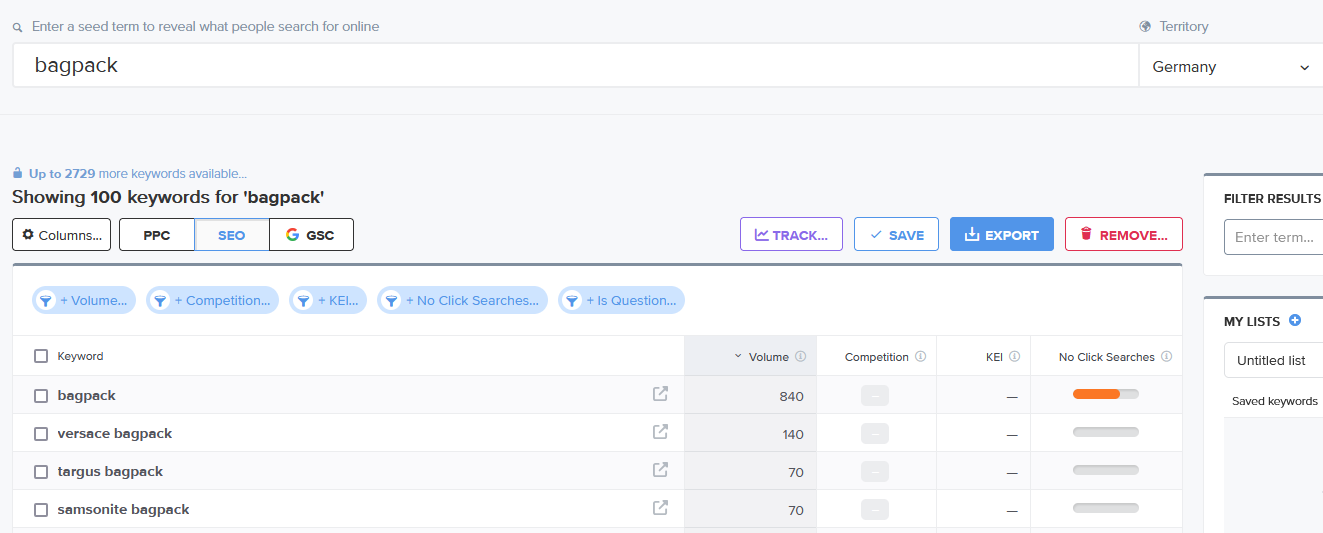 Enter a seed term to reveal what people search for online
Territory
bagpack
Germany
Up to 2729 more keywords available...
Showing 100 keywords for 'bagpack'
Columns... PPC SEO GSC TRACK... SAVE EXPORT REMOVE...
FILTER RESULTS
Enter term...
+ Volume... + Competition... + KEI... + No Click Searches... + Is Question...
MY LISTS
Keyword Volume Competition KEI No Click Searches
Untitled list
bagpack 840 – —
Saved keywords
versace bagpack 140 – —
targus bagpack 70 – —
samsonite bagpack 70 – —